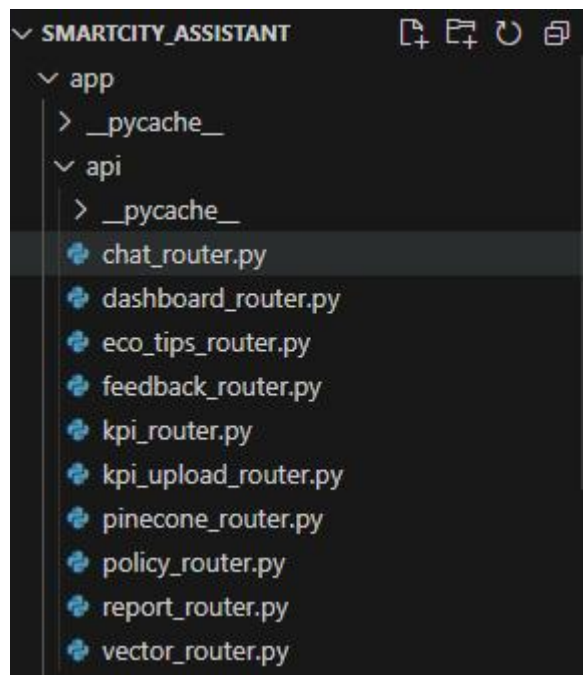 SMARTCITY_ASSISTANT
app
__pycache__
api
__pycache__
chat_router.py
dashboard_router.py
eco_tips_router.py
feedback_router.py
kpi_router.py
kpi_upload_router.py
pinecone_router.py
policy_router.py
report_router.py
vector_router.py